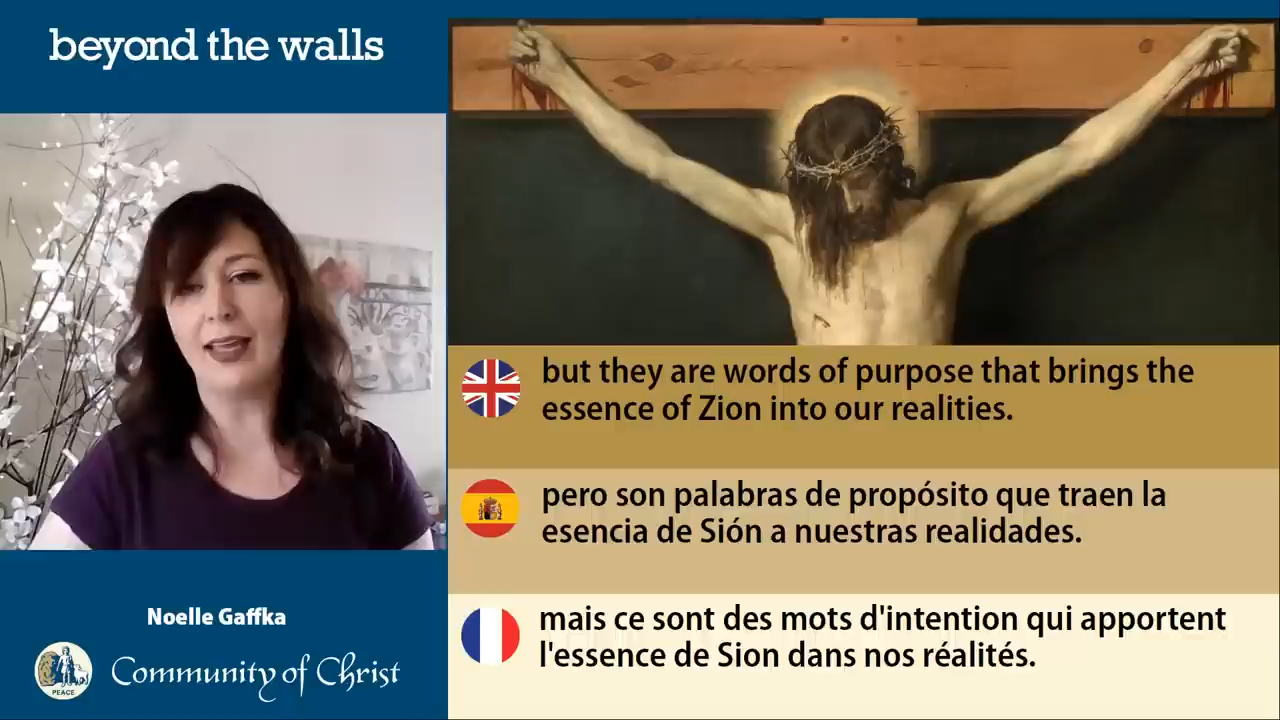 beyond the walls
but they are words of purpose that brings the
essence of Zion into our realities.
pero son palabras de propósito que traen la
esencia de Sión a nuestras realidades.
mais ce sont des mots d'intention qui apportent
l'essence de Sion dans nos réalités.
Noelle Gaffka
PEACE
Community of Christ